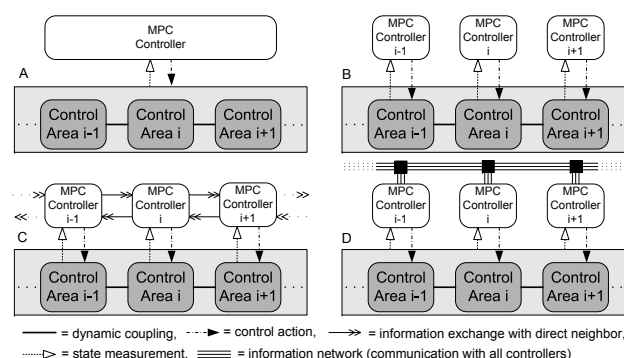 MPC
Controller
A
Control
Area i-1
Control
Area i
Control
Area i+1
MPC
Controller
i-1
MPC
Controller
i
MPC
Controller
i+1
B
Control
Area i-1
Control
Area i
Control
Area i+1
MPC
Controller
i-1
MPC
Controller
i
MPC
Controller
i+1
C
Control
Area i-1
Control
Area i
Control
Area i+1
MPC
Controller
i-1
MPC
Controller
i
MPC
Controller
i+1
D
Control
Area i-1
Control
Area i
Control
Area i+1
= dynamic coupling, = control action, = information exchange with direct neighbor,
= state measurement, = information network (communication with all controllers)